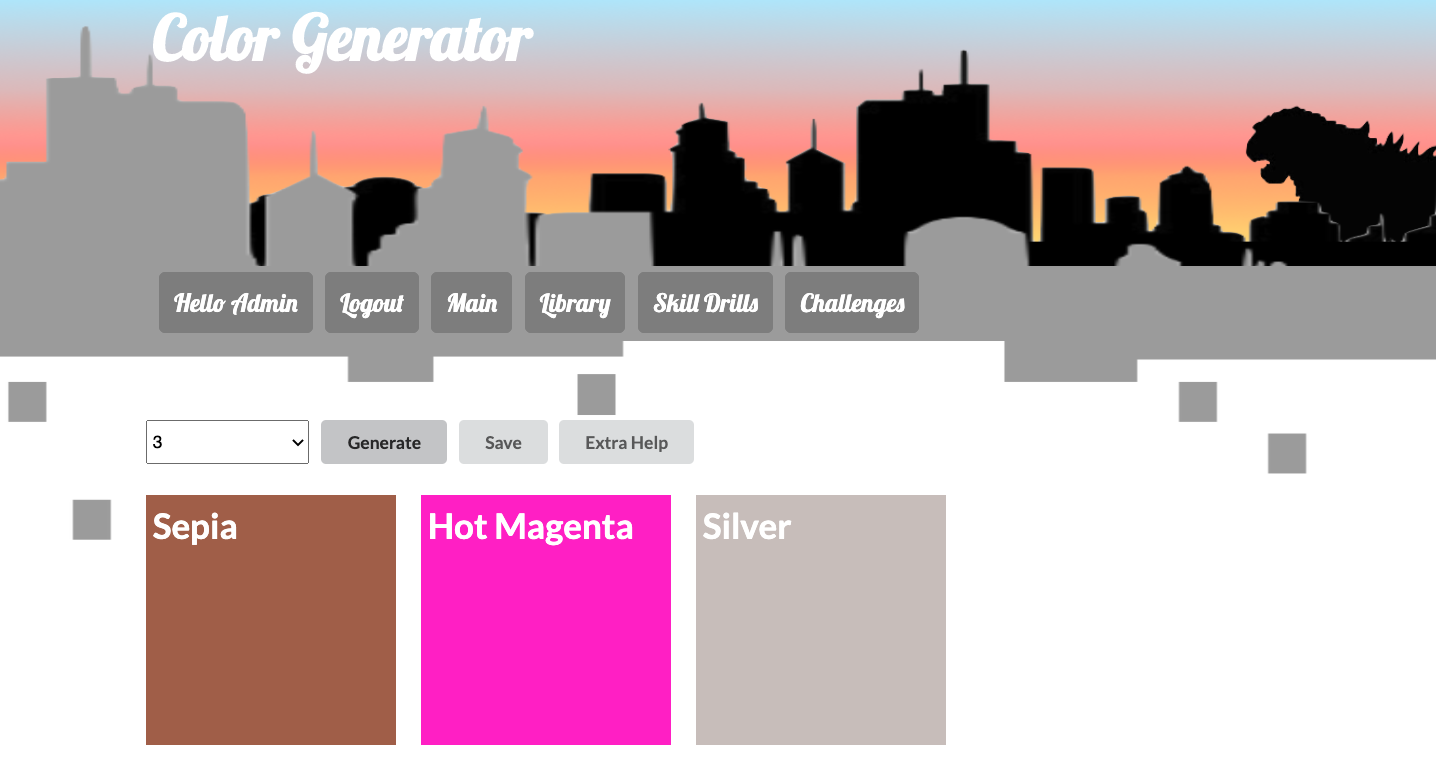 Color Generator
Hello Admin Logout Main Library Skill Drills Challenges
3 Generate Save Extra Help
Sepia Hot Magenta Silver